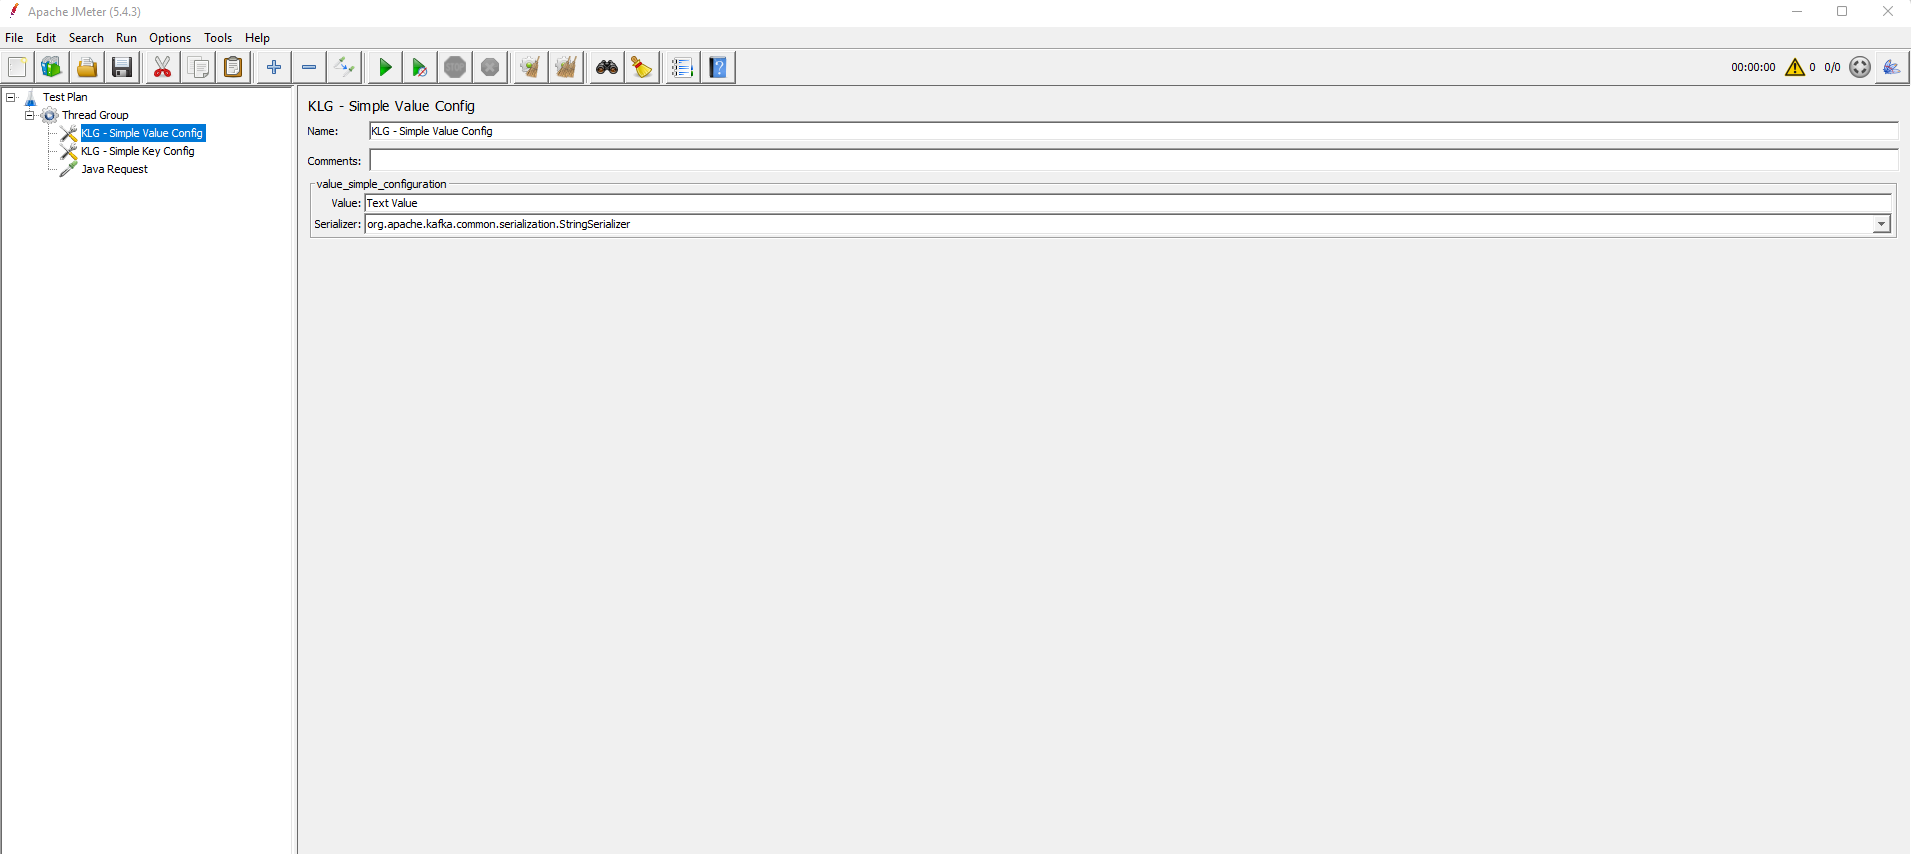 Apache JMeter (5.4.3)
File Edit Search Run Options Tools Help
STOP
00:00:00 0 0/0
Test Plan
Thread Group
KLG - Simple Value Config
KLG - Simple Key Config
Java Request
KLG - Simple Value Config
Name: KLG - Simple Value Config
Comments:
value_simple_configuration
Value: Text Value
Serializer: org.apache.kafka.common.serialization.StringSerializer